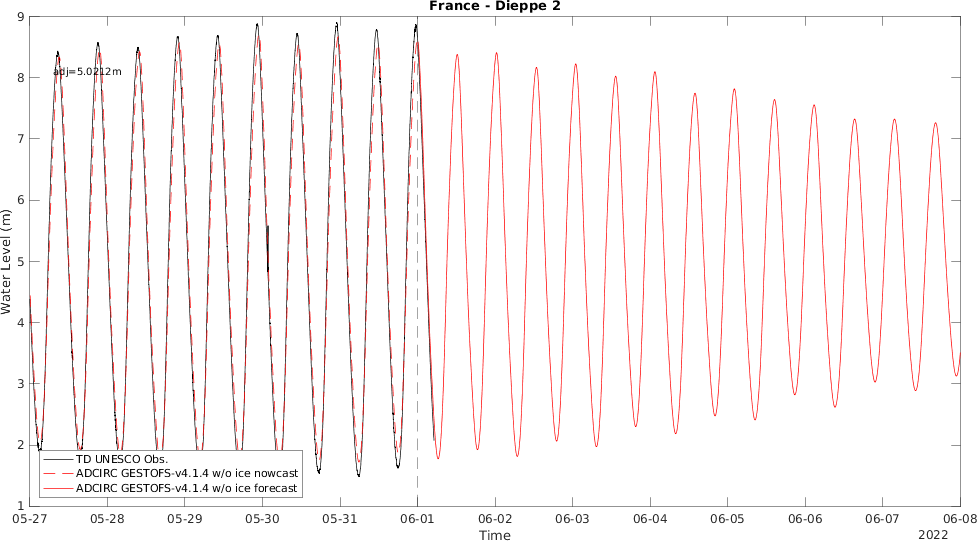 France - Dieppe 2
9
8
7
6
5
4
3
2
1
Water Level (m)
adj=5.0212m
TD UNESCO Obs.
ADCIRC GESTOFS-v4.1.4 w/o ice nowcast
ADCIRC GESTOFS-v4.1.4 w/o ice forecast
05-27 05-28 05-29 05-30 05-31 06-01 06-02 06-03 06-04 06-05 06-06 06-07 06-08
Time
2022